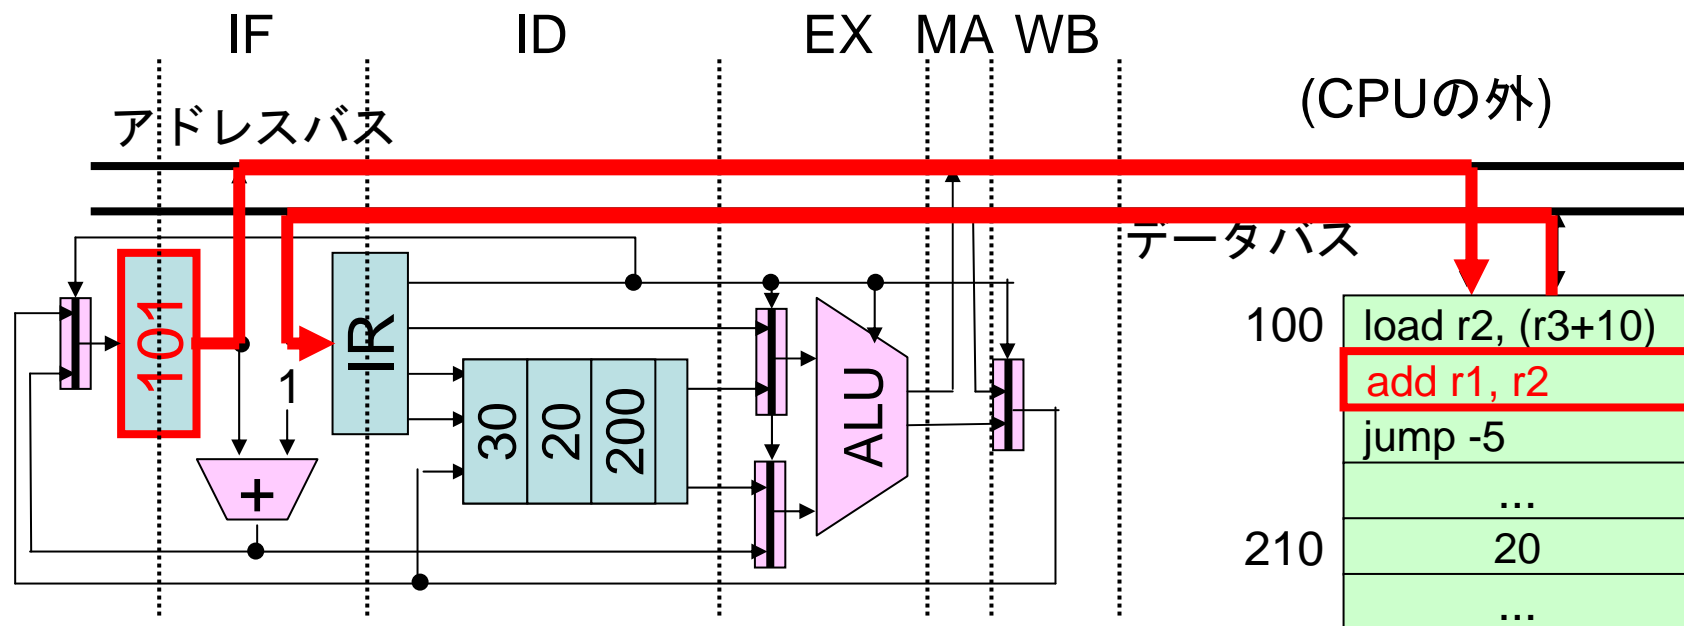 IF ID EX MA WB
(CPUの外)
アドレスバス
データバス
101
1
+
IR
30 20 200
ALU
100 load r2, (r3+10)
add r1, r2
jump -5
...
210 20
...